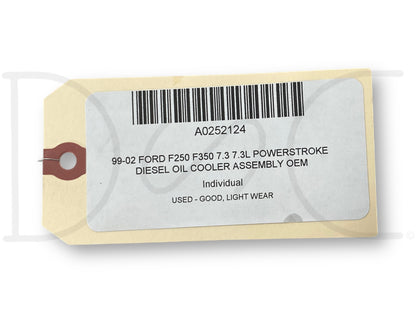 A0252124
99-02 FORD F250 F350 7.3 7.3L POWERSTROKE
DIESEL OIL COOLER ASSEMBLY OEM
Individual
USED - GOOD, LIGHT WEAR